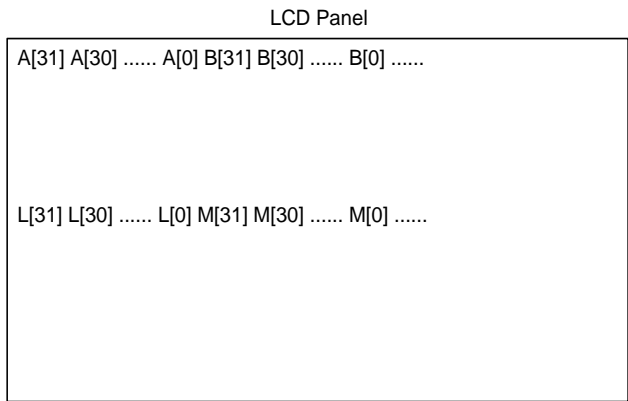 LCD Panel
A[31] A[30] ...... A[0] B[31] B[30] ...... B[0] ......
L[31] L[30] ...... L[0] M[31] M[30] ...... M[0] ......